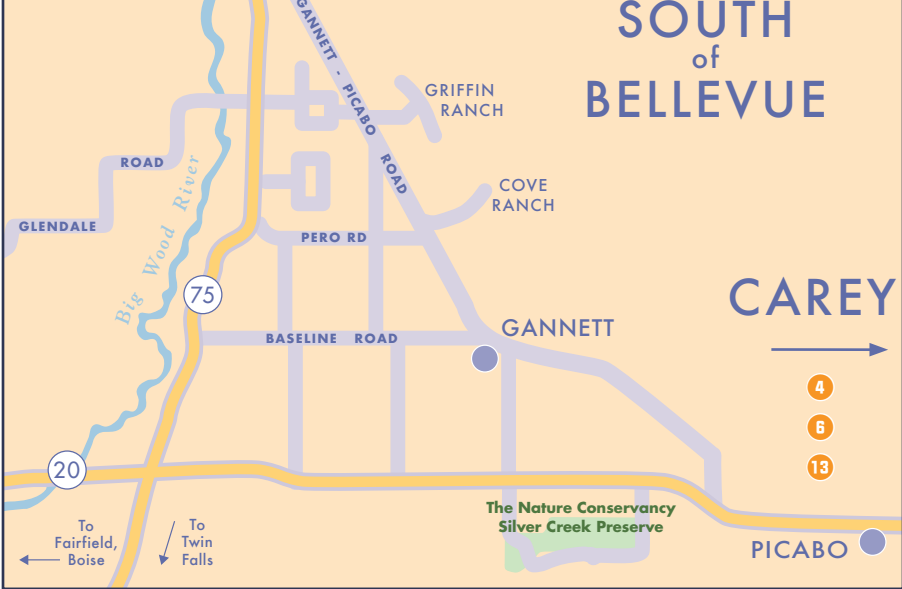 SOUTH
of
BELLEVUE
GANNETT - PICABO ROAD
GRIFFIN
RANCH
ROAD
Big Wood River
COVE
RANCH
GLENDALE
PERO RD
75
CAREY
GANNETT
BASELINE ROAD
4
6
13
20
The Nature Conservancy
Silver Creek Preserve
To
Fairfield,
Boise
To
Twin
Falls
PICABO